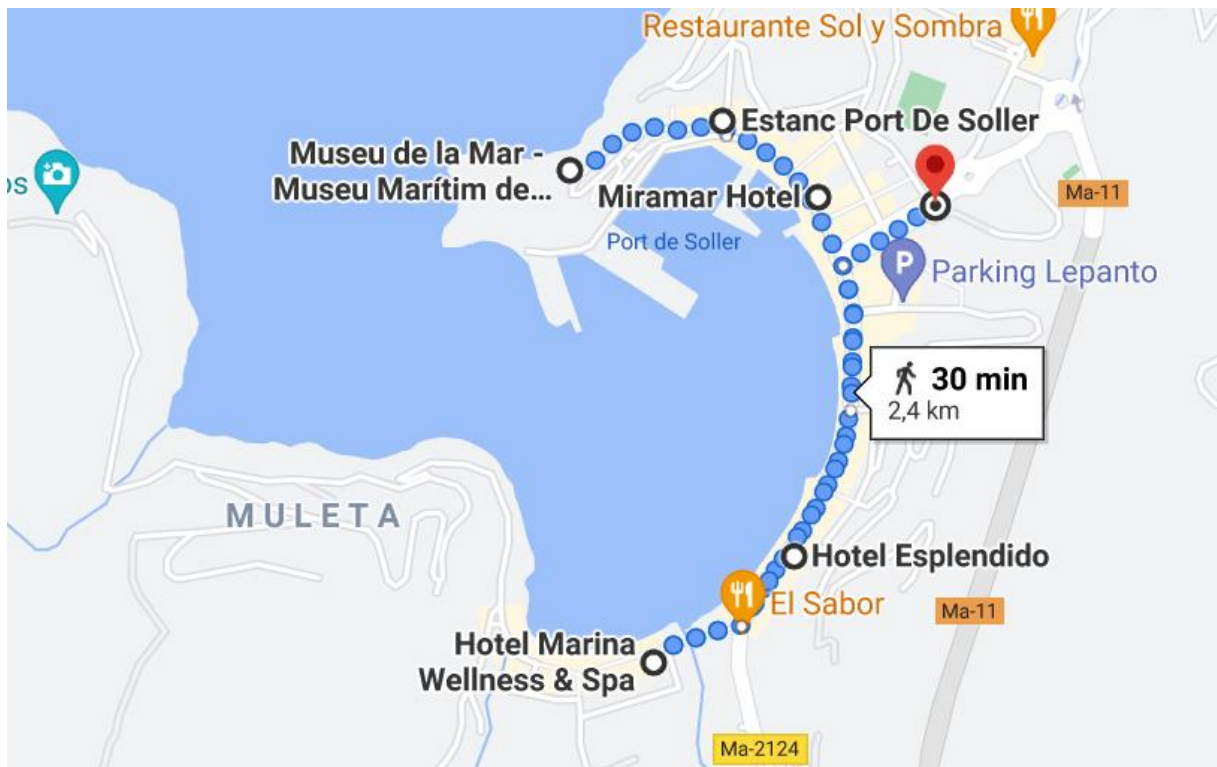 Restaurante Sol y Sombra
Estanc Port De Soller
Museu de la Mar -
Museu Marítim de...
os
Miramar Hotel
Ma-11
Port de Soller
P
Parking Lepanto
30 min
2,4 km
MULETA
Hotel Esplendido
El Sabor
Ma-11
Hotel Marina
Wellness & Spa
Ma-2124